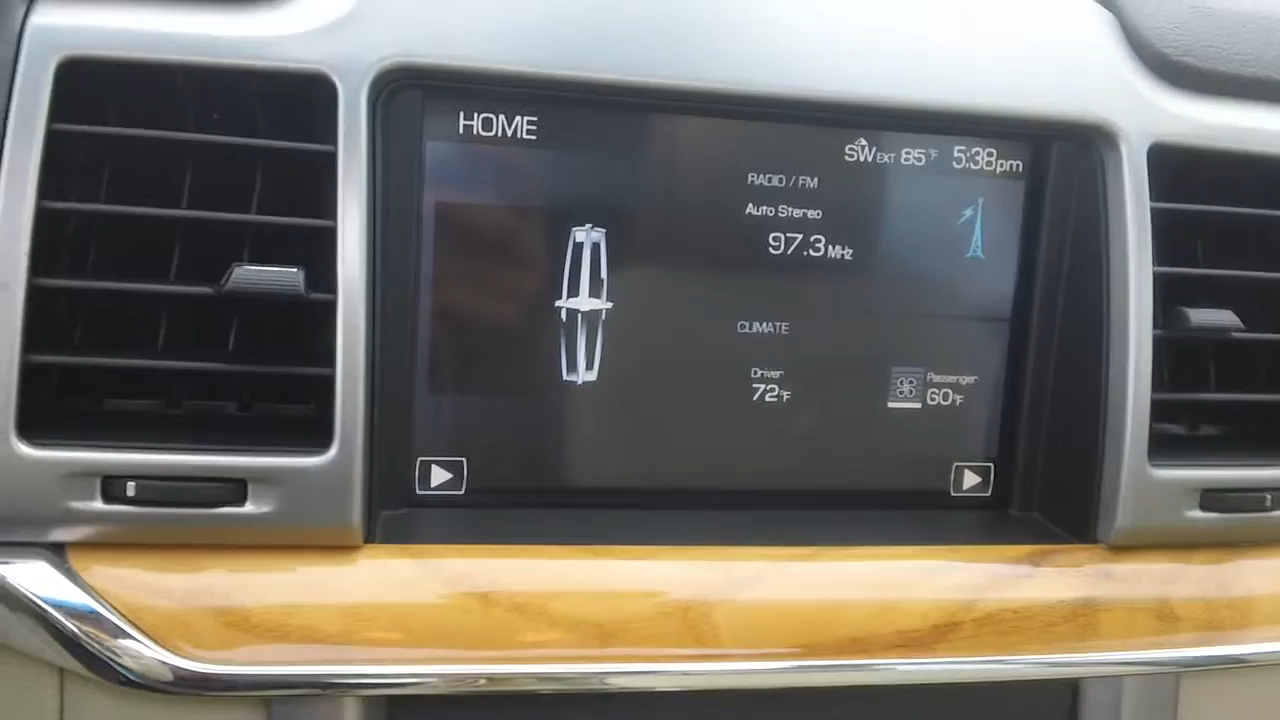 HOME
SW EXT 85°F 5:38pm
RADIO / FM
Auto Stereo
97.3 MHz
CLIMATE
Driver
72°F
Passenger
60°F